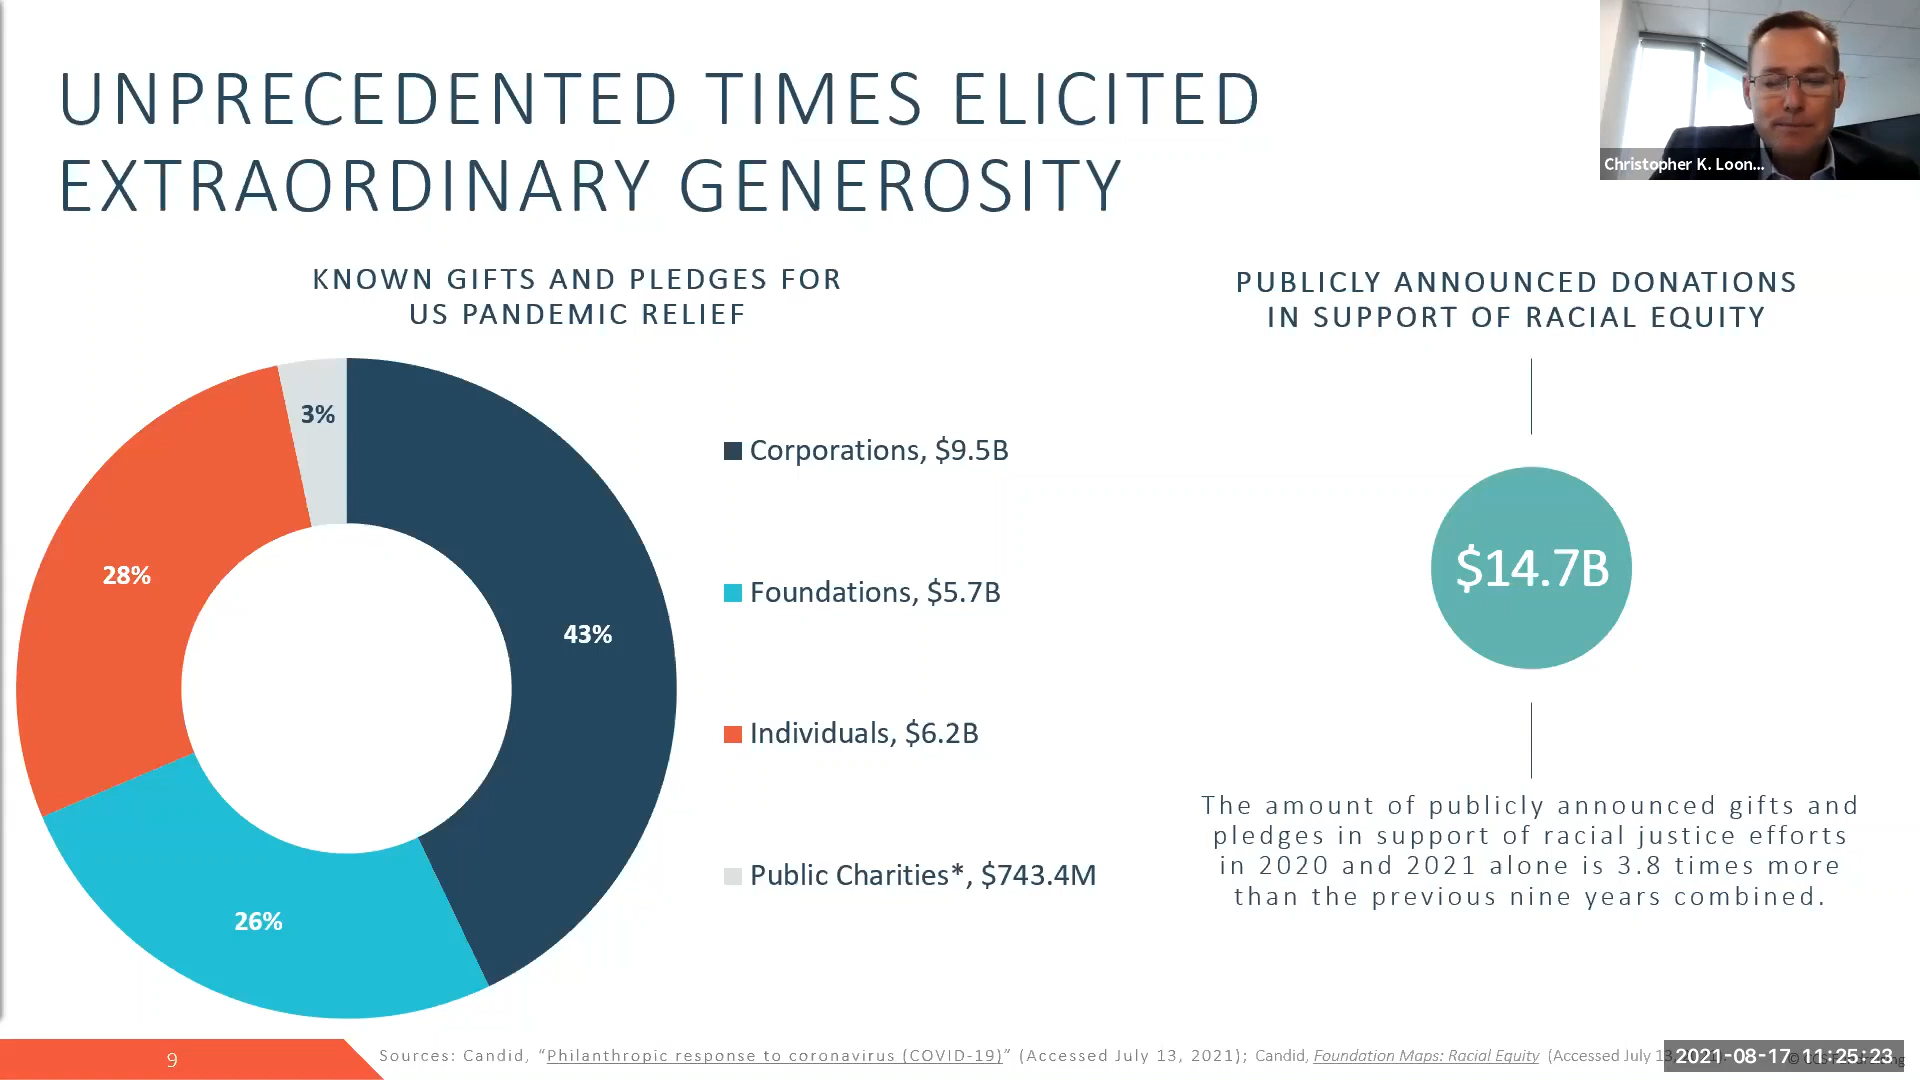 UNPRECEDENTED TIMES ELICITED
EXTRAORDINARY GENEROSITY
Christopher K. Loon...
KNOWN GIFTS AND PLEDGES FOR
US PANDEMIC RELIEF
3%
28%
43%
26%
Corporations, $9.5B
Foundations, $5.7B
Individuals, $6.2B
Public Charities*, $743.4M
PUBLICLY ANNOUNCED DONATIONS
IN SUPPORT OF RACIAL EQUITY
$14.7B
The amount of publicly announced gifts and
pledges in support of racial justice efforts
in 2020 and 2021 alone is 3.8 times more
than the previous nine years combined.
9
Sources: Candid, “Philanthropic response to coronavirus (COVID-19)” (Accessed July 13, 2021); Candid, Foundation Maps: Racial Equity (Accessed July
2021-08-17 11:25:23